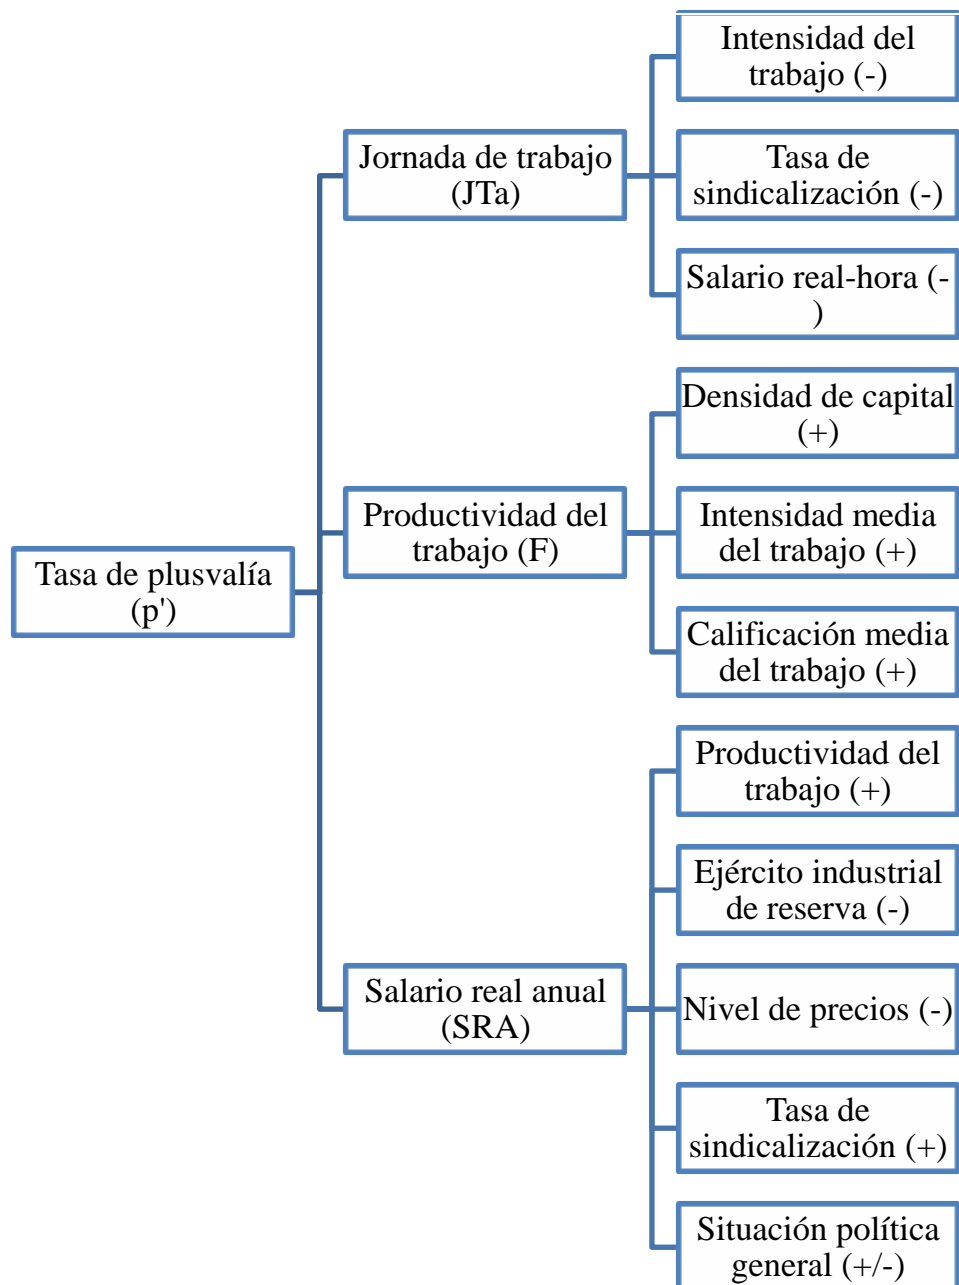 Intensidad del
trabajo (-)
Jornada de trabajo
(JTa)
Tasa de
sindicalización (-)
Salario real-hora (-
)
Densidad de capital
(+)
Productividad del
trabajo (F)
Intensidad media
del trabajo (+)
Tasa de plusvalía
(p')
Calificación media
del trabajo (+)
Productividad del
trabajo (+)
Ejército industrial
de reserva (-)
Salario real anual
(SRA)
Nivel de precios (-)
Tasa de
sindicalización (+)
Situación política
general (+/-)